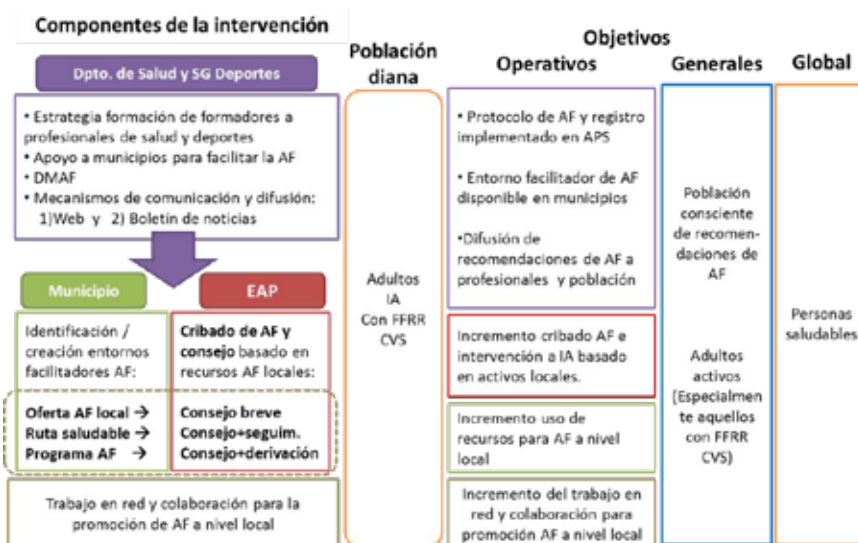 Componentes de la intervención
Dpto. de Salud y SG Deportes
• Estrategia formación de formadores a
profesionales de salud y deportes
• Apoyo a municipios para facilitar la AF
• DMAF
• Mecanismos de comunicación y difusión:
1)Web y 2) Boletín de noticias
Municipio
Identificación /
creación entornos
facilitadores AF:
Oferta AF local →
Ruta saludable →
Programa AF →
EAP
Cribado de AF y
consejo basado en
recursos AF locales:
Consejo breve
Consejo+seguim.
Consejo+derivación
Trabajo en red y colaboración para la
promoción de AF a nivel local
Población
diana
Adultos
IA
Con FFRR
CVS
Objetivos
Operativos
• Protocolo de AF y registro
implementado en APS
• Entorno facilitador de AF
disponible en municipios
•Difusión de
recomendaciones de AF a
profesionales y población
Incremento cribado AF e
intervención a IA basado
en activos locales.
Incremento uso de
recursos para AF a nivel
local
Incremento del trabajo en
red y colaboración para
promoción AF a nivel local
Generales
Población
consciente
de recomen-
daciones de
AF
Adultos
activos
(Especialmen
te aquellos
con FFRR
CVS)
Global
Personas
saludables